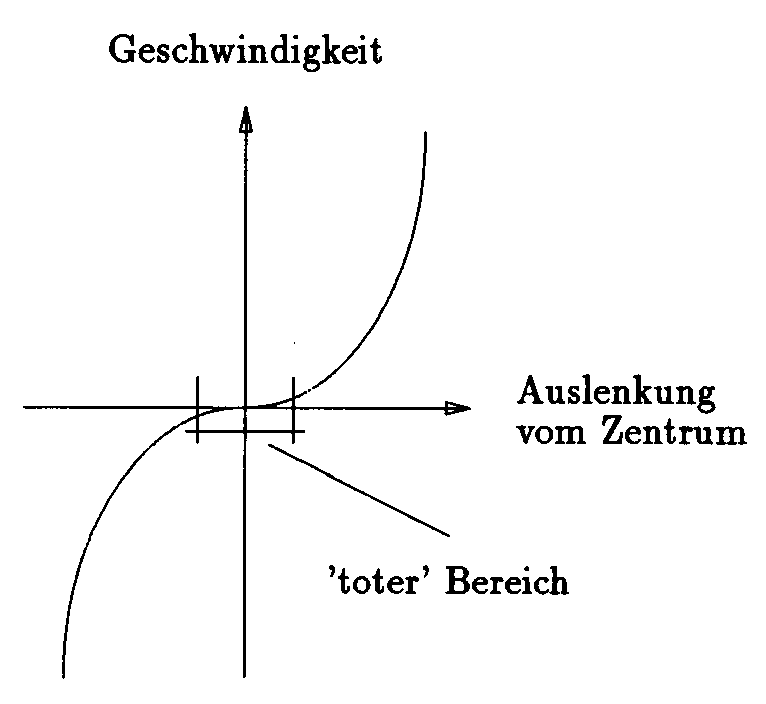 Geschwindigkeit
Auslenkung
vom Zentrum
'toter' Bereich